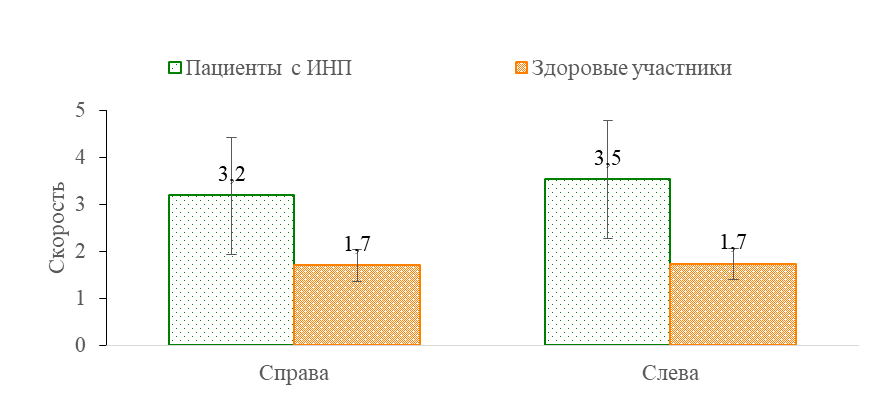 Пациенты с ИНП
Здоровые участники
Скорость
5
4
3
2
1
0
3,2
1,7
3,5
1,7
Справа
Слева